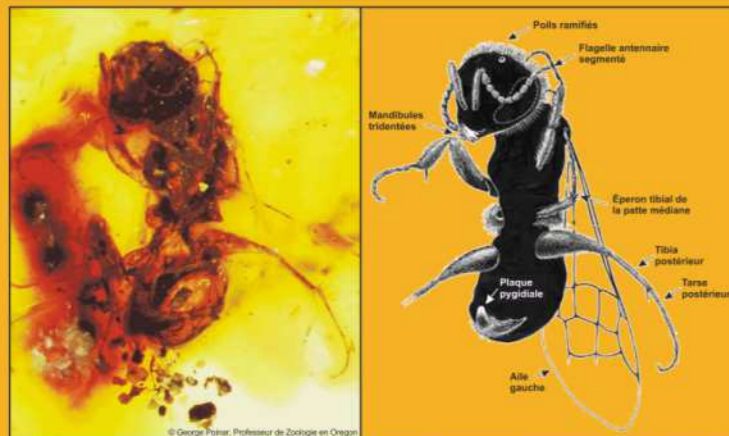 Poils ramifiés
Flagelle antennaire
segmenté
Mandibules
tridentées
Éperon tibial de
la patte médiane
Tibia
postérieur
Tarse
postérieur
Plaque
pygidiale
Aile
gauche
© George Poinar, Professeur de Zoologie en Oregon